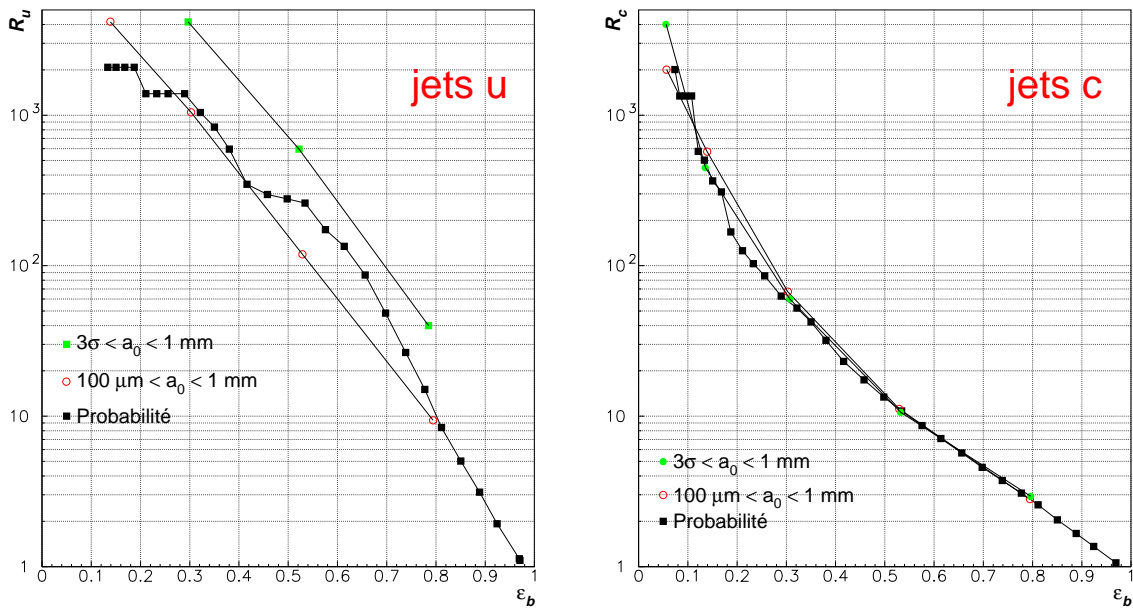 R_u
jets u
10^3
10^2
10
1
3σ < a_0 < 1 mm
100 μm < a_0 < 1 mm
Probabilité
0 0.1 0.2 0.3 0.4 0.5 0.6 0.7 0.8 0.9 1
ε_b
R_c
jets c
10^3
10^2
10
1
3σ < a_0 < 1 mm
100 μm < a_0 < 1 mm
Probabilité
0 0.1 0.2 0.3 0.4 0.5 0.6 0.7 0.8 0.9 1
ε_b